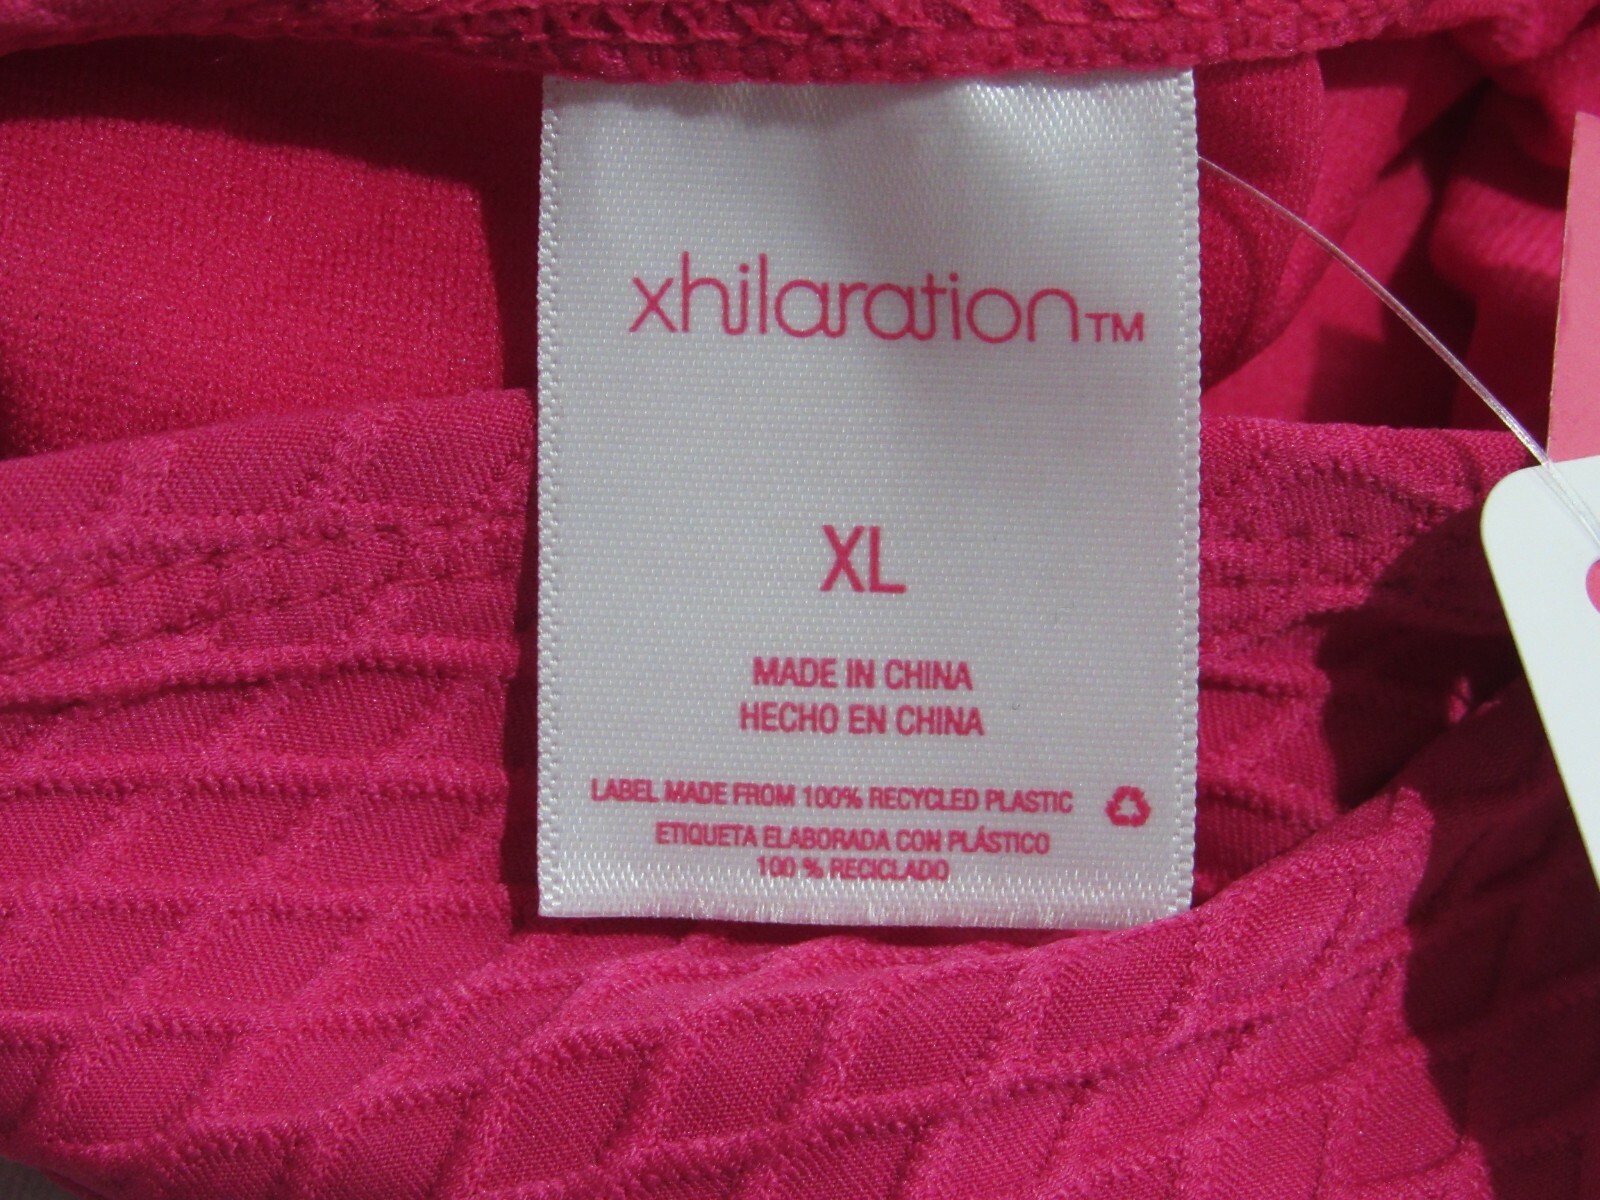 xhilaration™
XL
MADE IN CHINA
HECHO EN CHINA
LABEL MADE FROM 100% RECYCLED PLASTIC
ETIQUETA ELABORADA CON PLÁSTICO
100 % RECICLADO